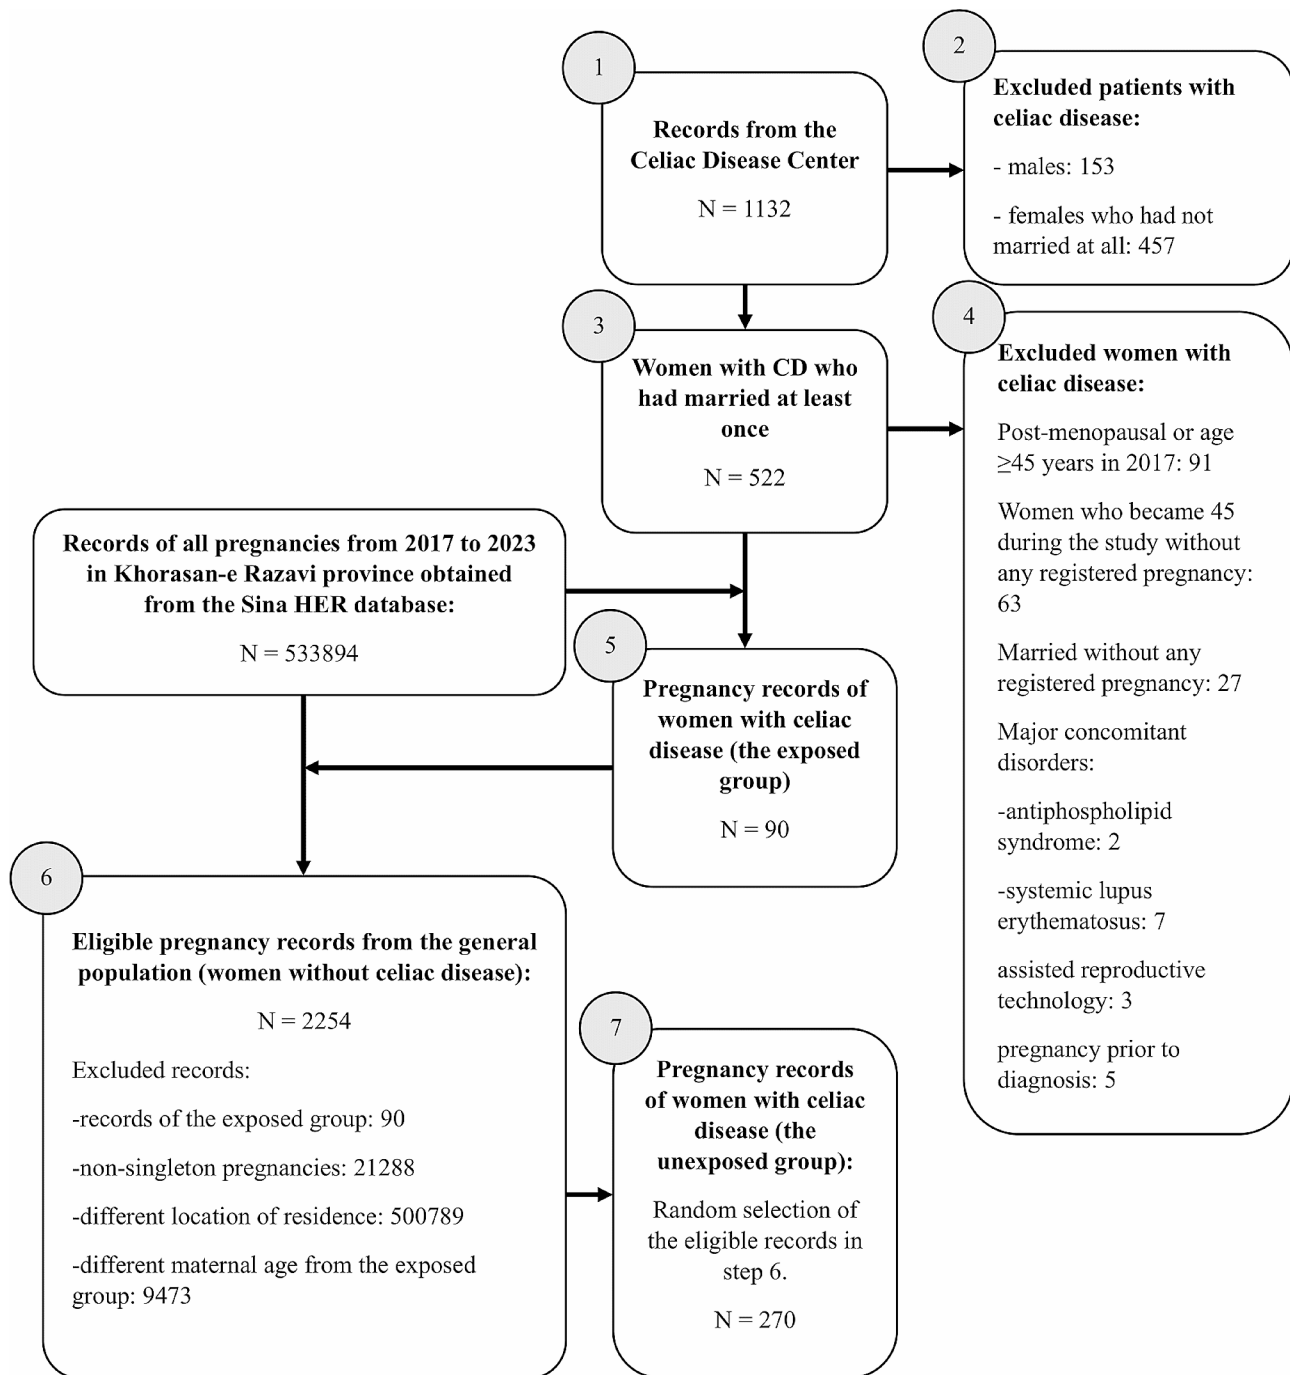 1
Records from the
Celiac Disease Center
N = 1132
2
Excluded patients with
celiac disease:
- males: 153
- females who had not
married at all: 457
3
Women with CD who
had married at least
once
N = 522
4
Excluded women with
celiac disease:
Post-menopausal or age
≥45 years in 2017: 91
Women who became 45
during the study without
any registered pregnancy:
63
Married without any
registered pregnancy: 27
Major concomitant
disorders:
-antiphospholipid
syndrome: 2
-systemic lupus
erythematosus: 7
assisted reproductive
technology: 3
pregnancy prior to
diagnosis: 5
Records of all pregnancies from 2017 to 2023
in Khorasan-e Razavi province obtained
from the Sina HER database:
N = 533894
5
Pregnancy records of
women with celiac
disease (the exposed
group)
N = 90
6
Eligible pregnancy records from the general
population (women without celiac disease):
N = 2254
Excluded records:
-records of the exposed group: 90
-non-singleton pregnancies: 21288
-different location of residence: 500789
-different maternal age from the exposed
group: 9473
7
Pregnancy records
of women with celiac
disease (the
unexposed group):
Random selection of
the eligible records in
step 6.
N = 270